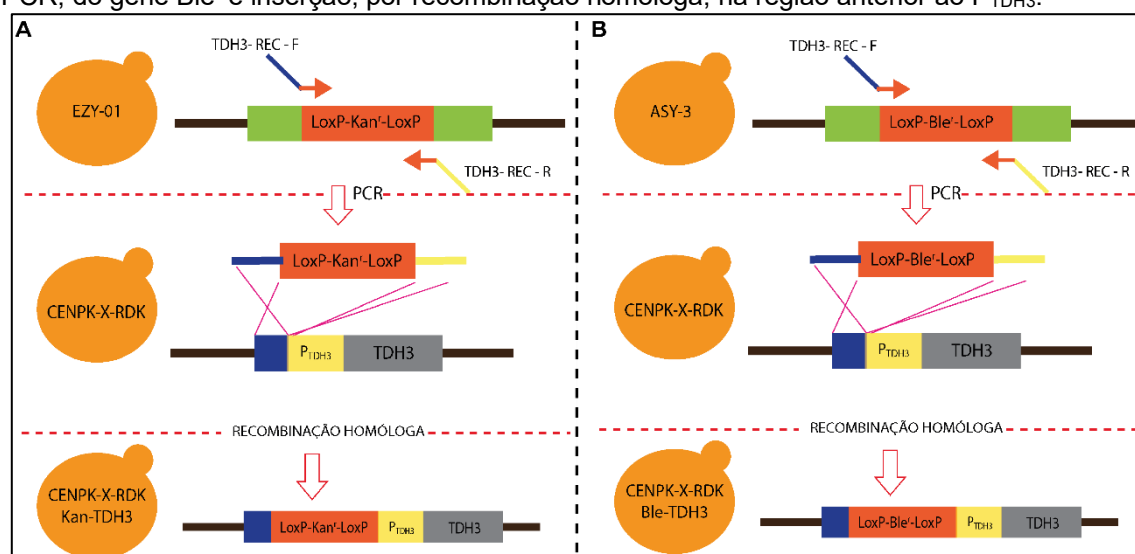 PCR, do gene Bleʳ e inserção, por recombinação homóloga, na região anterior ao P_TDH3.
A
TDH3- REC - F
EZY-01
LoxP-Kanʳ-LoxP
TDH3- REC - R
PCR
LoxP-Kanʳ-LoxP
CENPK-X-RDK
P_TDH3
TDH3
RECOMBINAÇÃO HOMÓLOGA
CENPK-X-RDK
Kan-TDH3
LoxP-Kanʳ-LoxP
P_TDH3
TDH3
B
TDH3- REC - F
ASY-3
LoxP-Bleʳ-LoxP
TDH3- REC - R
PCR
LoxP-Bleʳ-LoxP
CENPK-X-RDK
P_TDH3
TDH3
RECOMBINAÇÃO HOMÓLOGA
CENPK-X-RDK
Ble-TDH3
LoxP-Bleʳ-LoxP
P_TDH3
TDH3